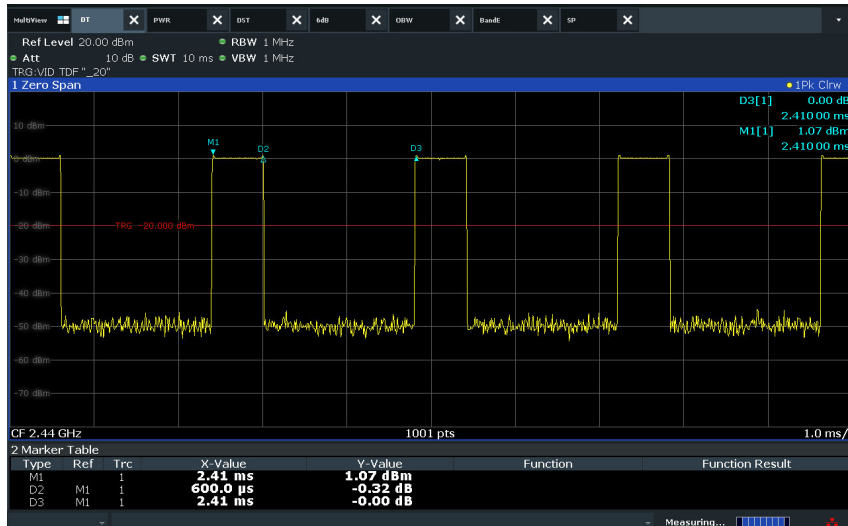 MultiView DT PWR DST 6dB OBW BandE SP
Ref Level 20.00 dBm RBW 1 MHz
Att 10 dB SWT 10 ms VBW 1 MHz
TRG:VID TDF "_20"
1 Zero Span 1Pk Clrw
D3[1] 0.00 dB
2.41000 ms
10 dBm
M1[1] 1.07 dBm
2.41000 ms
M1 D2 D3
0 dBm
-10 dBm
-20 dBm TRG -20.000 dBm
-30 dBm
-40 dBm
-50 dBm
-60 dBm
-70 dBm
CF 2.44 GHz 1001 pts 1.0 ms/
2 Marker Table
Type Ref Trc X-Value Y-Value Function Function Result
M1 1 2.41 ms 1.07 dBm
D2 M1 1 600.0 µs -0.32 dB
D3 M1 1 2.41 ms -0.00 dB
Measuring...